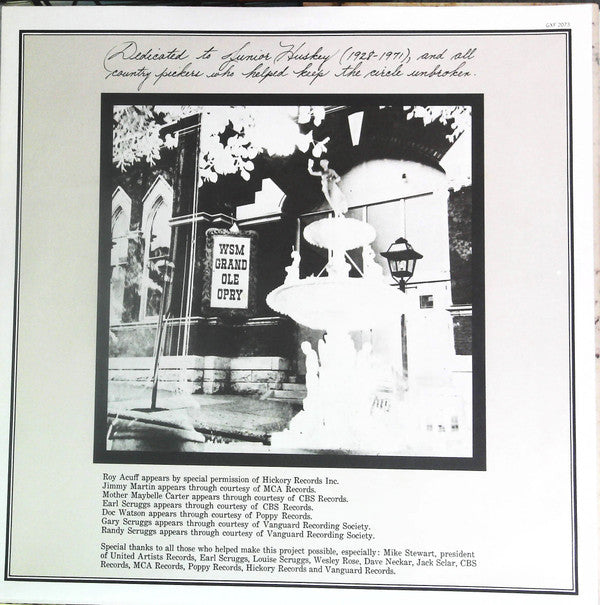 GXF 7073
Dedicated to Junior Huskey (1928-1971), and all
country pickers who helped keep the circle unbroken.
WSM
GRAND
OLE
OPRY
Roy Acuff appears by special permission of Hickory Records Inc.
Jimmy Martin appears through courtesy of MCA Records.
Mother Maybelle Carter appears through courtesy of CBS Records.
Earl Scruggs appears through courtesy of CBS Records.
Doc Watson appears through courtesy of Poppy Records.
Gary Scruggs appears through courtesy of Vanguard Recording Society.
Randy Scruggs appears through courtesy of Vanguard Recording Society.
Special thanks to all those who helped make this project possible, especially: Mike Stewart, president
of United Artists Records, Earl Scruggs, Louise Scruggs, Wesley Rose, Dave Neckar, Jack Sclar, CBS
Records, MCA Records, Poppy Records, Hickory Records and Vanguard Records.